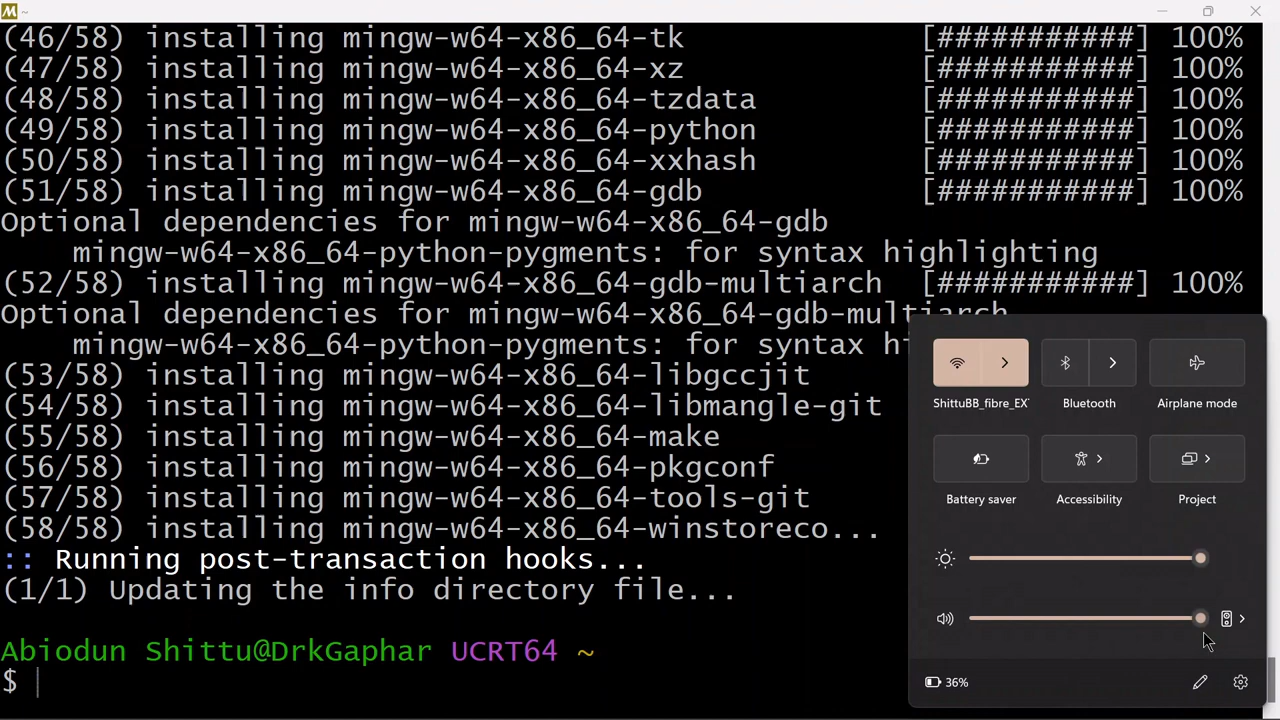 ~
(46/58) installing mingw-w64-x86_64-tk [###########] 100%
(47/58) installing mingw-w64-x86_64-xz [###########] 100%
(48/58) installing mingw-w64-x86_64-tzdata [###########] 100%
(49/58) installing mingw-w64-x86_64-python [###########] 100%
(50/58) installing mingw-w64-x86_64-xxhash [###########] 100%
(51/58) installing mingw-w64-x86_64-gdb [###########] 100%
Optional dependencies for mingw-w64-x86_64-gdb
mingw-w64-x86_64-python-pygments: for syntax highlighting
(52/58) installing mingw-w64-x86_64-gdb-multiarch [###########] 100%
Optional dependencies for mingw-w64-x86_64-gdb-multiarch
mingw-w64-x86_64-python-pygments: for syntax hi
(53/58) installing mingw-w64-x86_64-libgccjit
(54/58) installing mingw-w64-x86_64-libmangle-git
(55/58) installing mingw-w64-x86_64-make
(56/58) installing mingw-w64-x86_64-pkgconf
(57/58) installing mingw-w64-x86_64-tools-git
(58/58) installing mingw-w64-x86_64-winstoreco...
:: Running post-transaction hooks...
(1/1) Updating the info directory file...
Abiodun Shittu@DrkGaphar UCRT64 ~
$
ShittuBB_fibre_EX Bluetooth Airplane mode
Battery saver Accessibility Project
36%